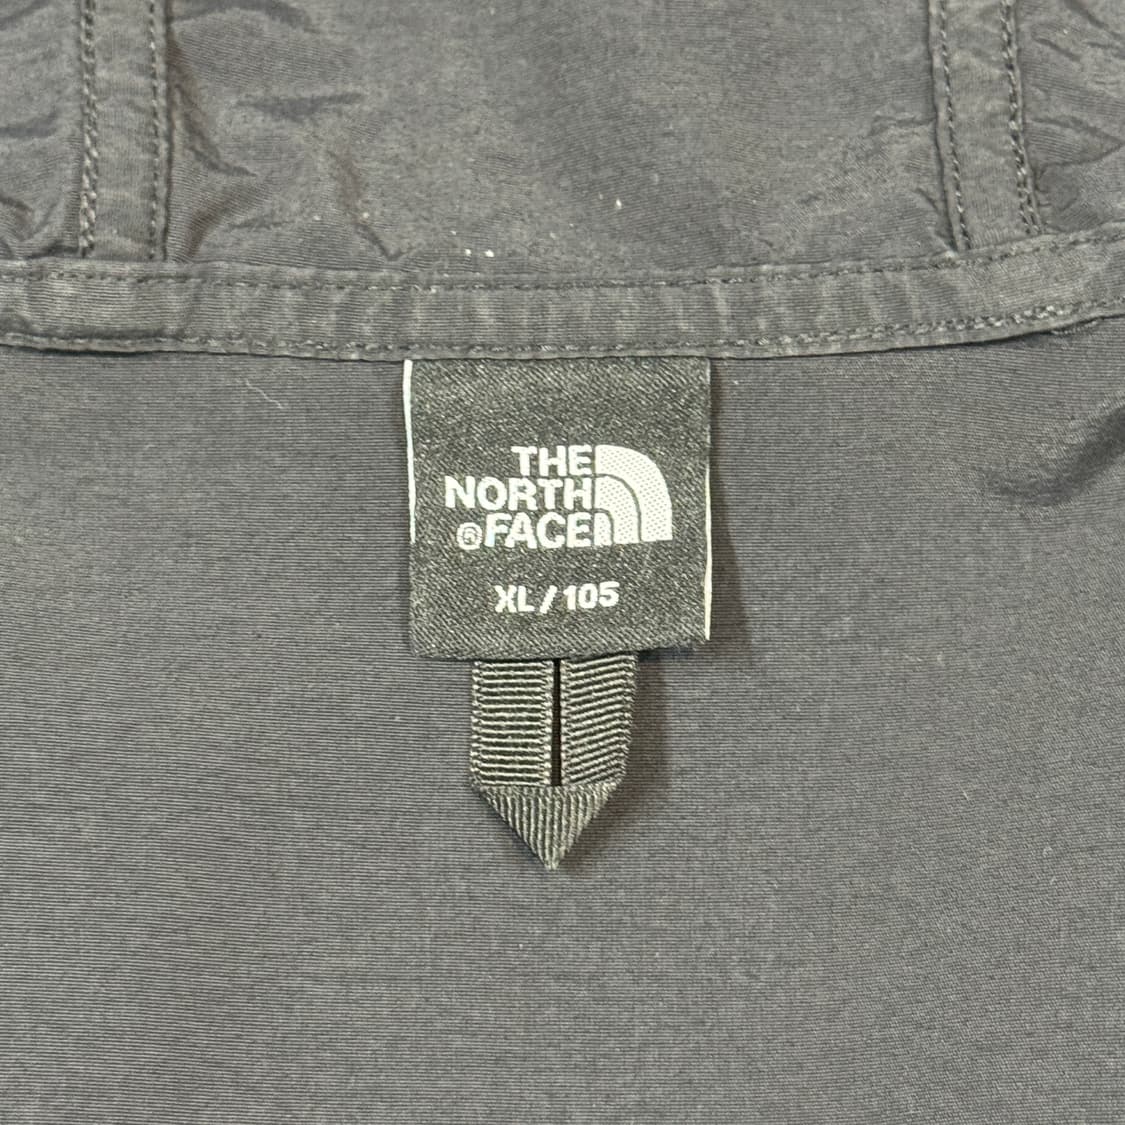 THE
NORTH
®FACE
XL/105